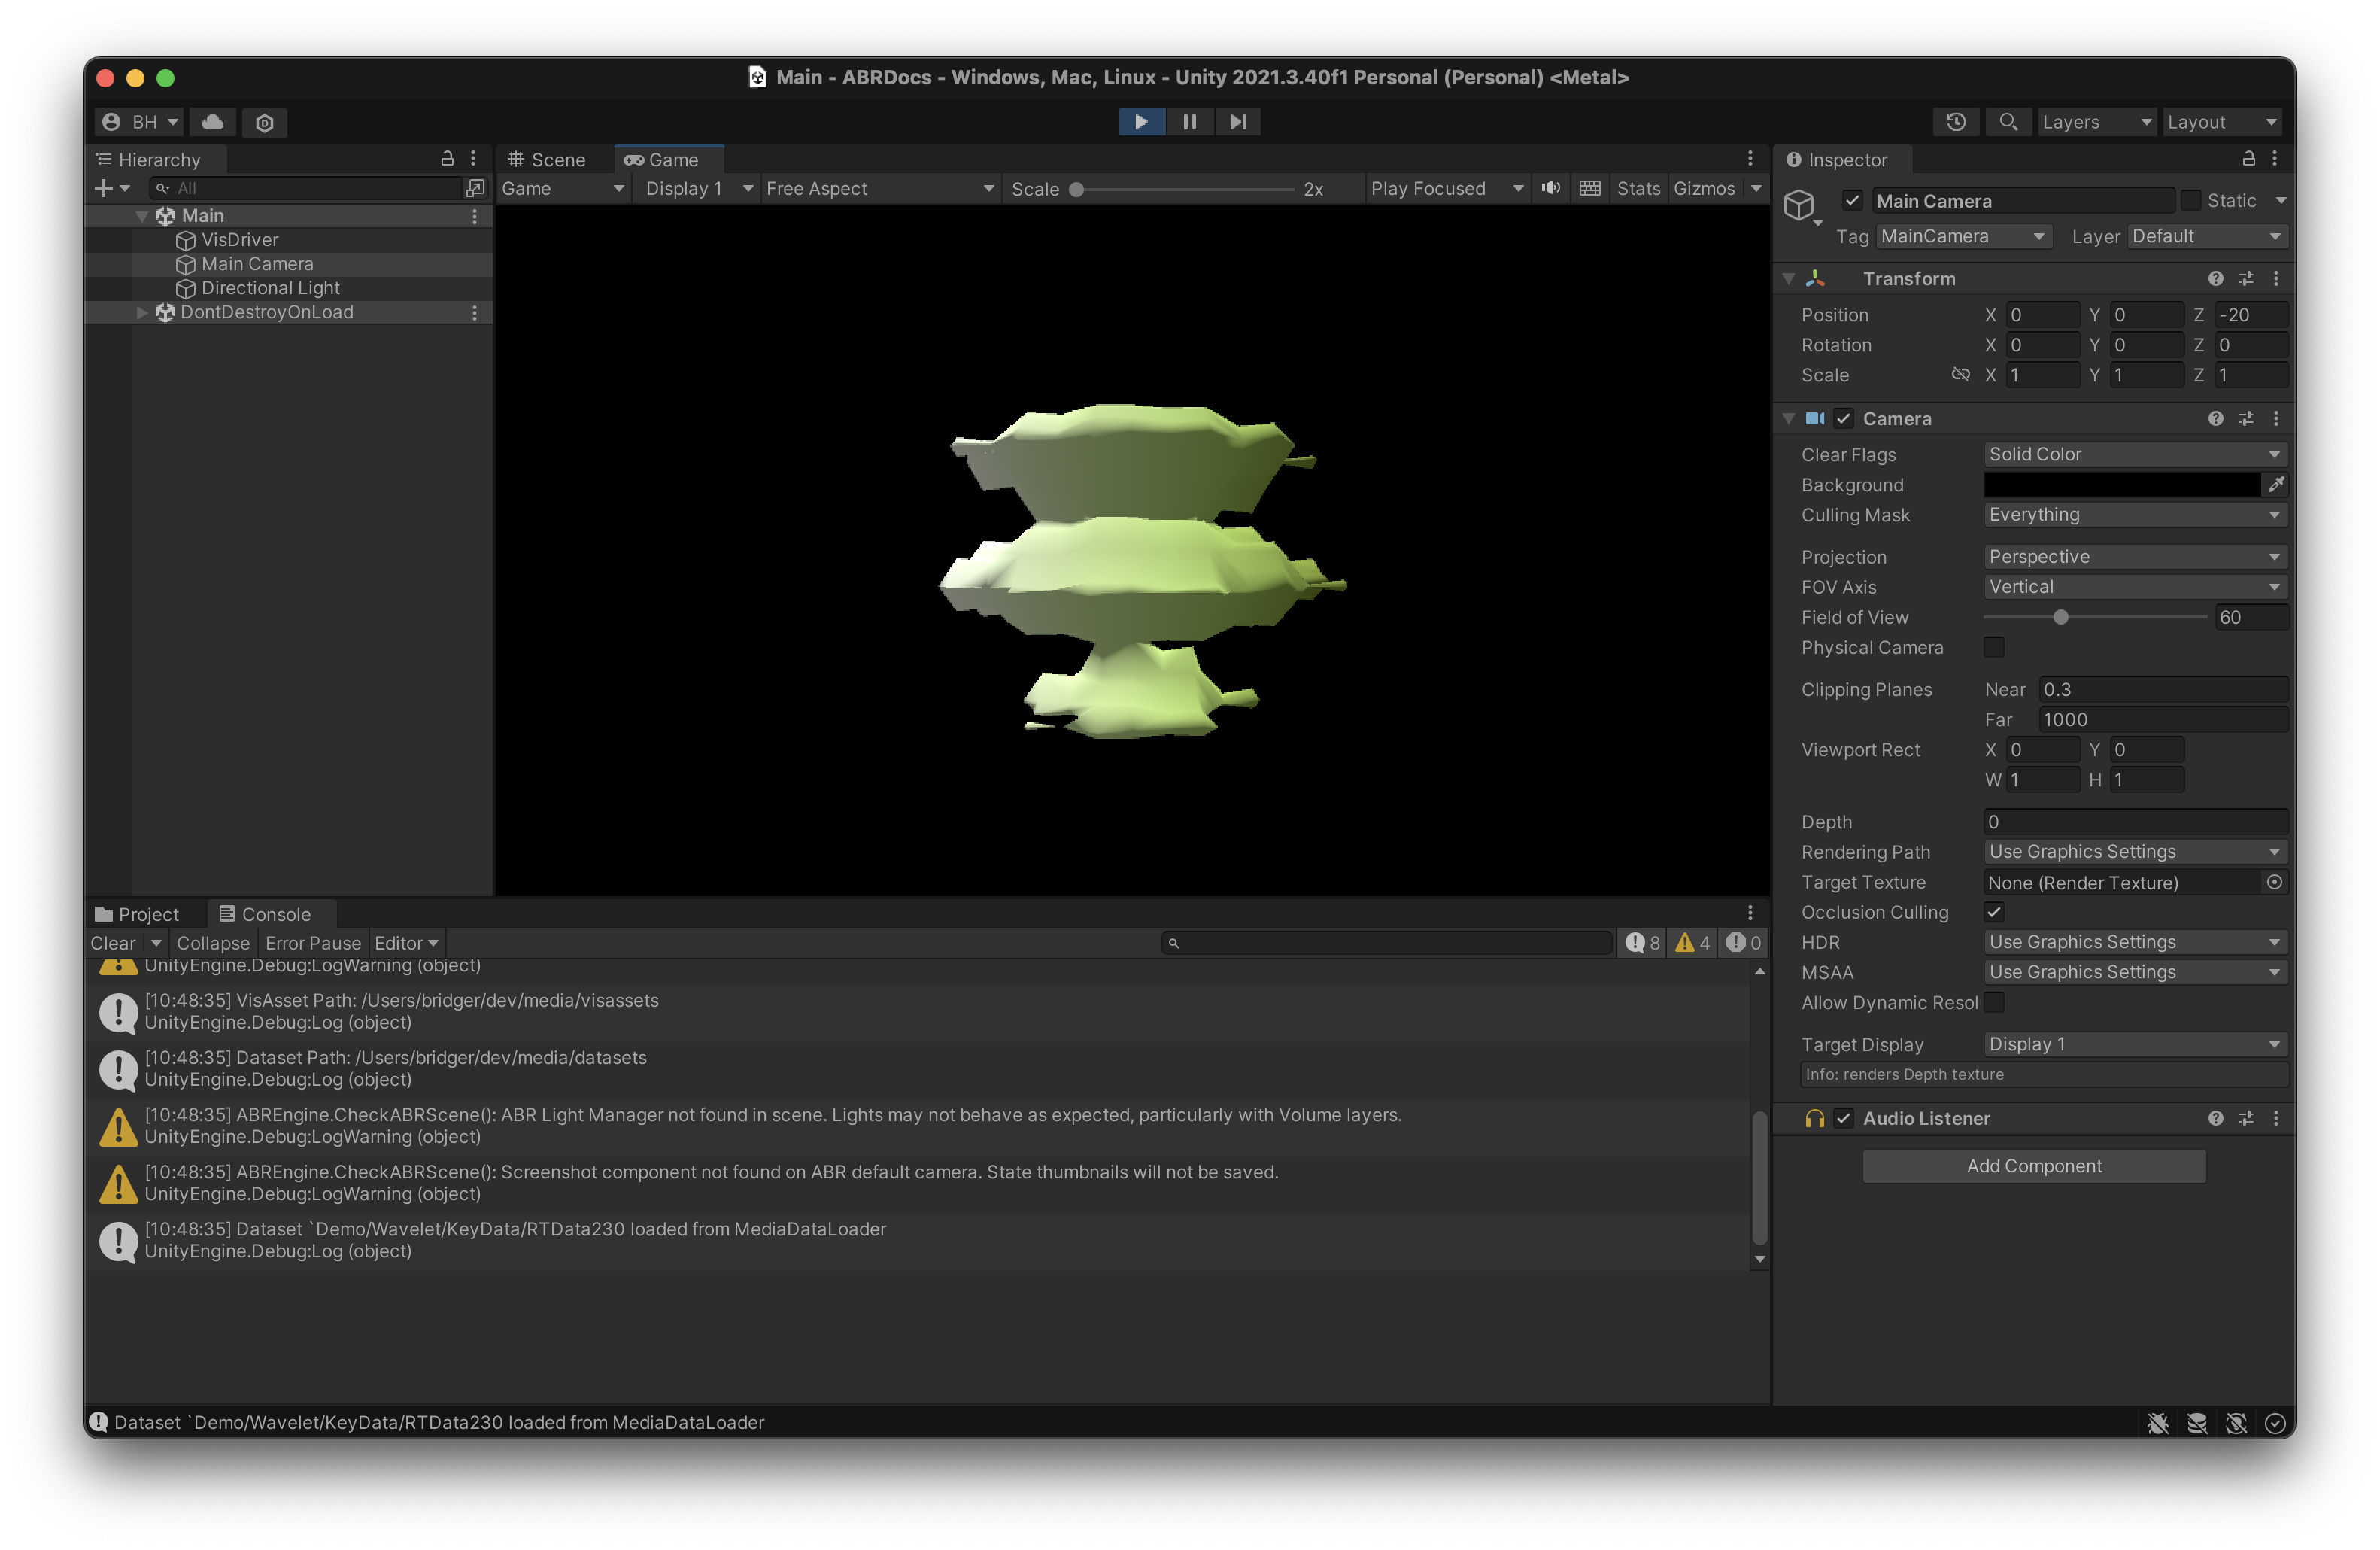 Main - ABRDocs - Windows, Mac, Linux - Unity 2021.3.40f1 Personal (Personal) <Metal>
BH
Layers
Layout
Hierarchy
All
Main
VisDriver
Main Camera
Directional Light
DontDestroyOnLoad
Scene
Game
Game
Display 1
Free Aspect
Scale
2x
Play Focused
Stats
Gizmos
Inspector
Main Camera
Static
Tag
MainCamera
Layer
Default
Transform
Position X 0 Y 0 Z -20
Rotation X 0 Y 0 Z 0
Scale X 1 Y 1 Z 1
Camera
Clear Flags Solid Color
Background
Culling Mask Everything
Projection Perspective
FOV Axis Vertical
Field of View 60
Physical Camera
Clipping Planes Near 0.3
Far 1000
Viewport Rect X 0 Y 0
W 1 H 1
Depth 0
Rendering Path Use Graphics Settings
Target Texture None (Render Texture)
Occlusion Culling
HDR Use Graphics Settings
MSAA Use Graphics Settings
Allow Dynamic Resol
Target Display Display 1
Info: renders Depth texture
Audio Listener
Add Component
Project
Console
Clear
Collapse
Error Pause
Editor
8
4
0
UnityEngine.Debug:LogWarning (object)
[10:48:35] VisAsset Path: /Users/bridger/dev/media/visassets
UnityEngine.Debug:Log (object)
[10:48:35] Dataset Path: /Users/bridger/dev/media/datasets
UnityEngine.Debug:Log (object)
[10:48:35] ABREngine.CheckABRScene(): ABR Light Manager not found in scene. Lights may not behave as expected, particularly with Volume layers.
UnityEngine.Debug:LogWarning (object)
[10:48:35] ABREngine.CheckABRScene(): Screenshot component not found on ABR default camera. State thumbnails will not be saved.
UnityEngine.Debug:LogWarning (object)
[10:48:35] Dataset `Demo/Wavelet/KeyData/RTData230 loaded from MediaDataLoader
UnityEngine.Debug:Log (object)
Dataset `Demo/Wavelet/KeyData/RTData230 loaded from MediaDataLoader